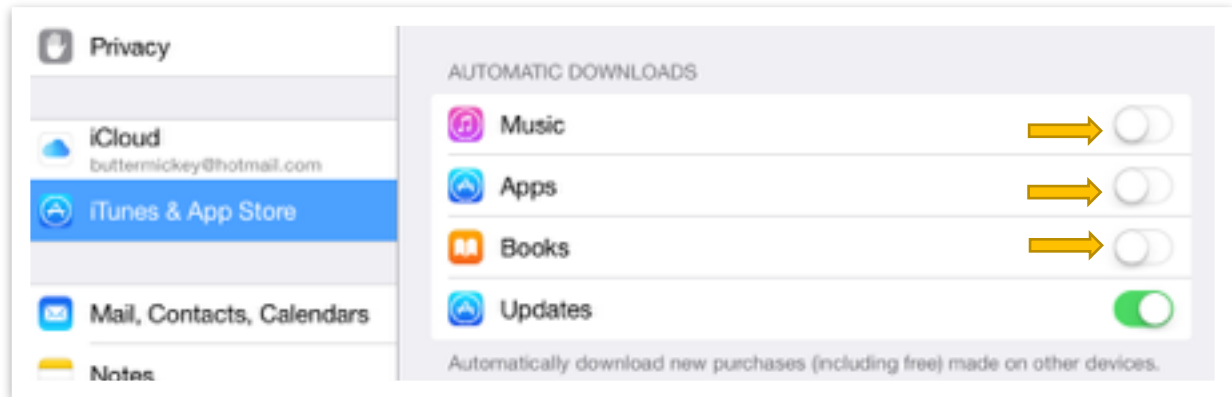 Privacy
iCloud
buttermickey@hotmail.com
iTunes & App Store
Mail, Contacts, Calendars
Notes
AUTOMATIC DOWNLOADS
Music
Apps
Books
Updates
Automatically download new purchases (including free) made on other devices.